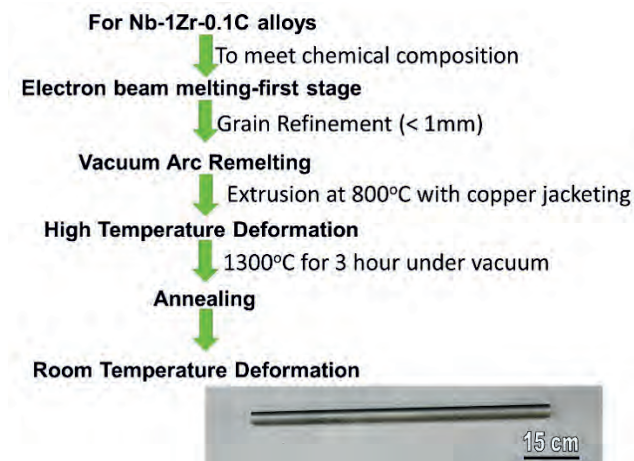 For Nb-1Zr-0.1C alloys
To meet chemical composition
Electron beam melting-first stage
Grain Refinement (< 1mm)
Vacuum Arc Remelting
Extrusion at 800°C with copper jacketing
High Temperature Deformation
1300°C for 3 hour under vacuum
Annealing
Room Temperature Deformation
15 cm